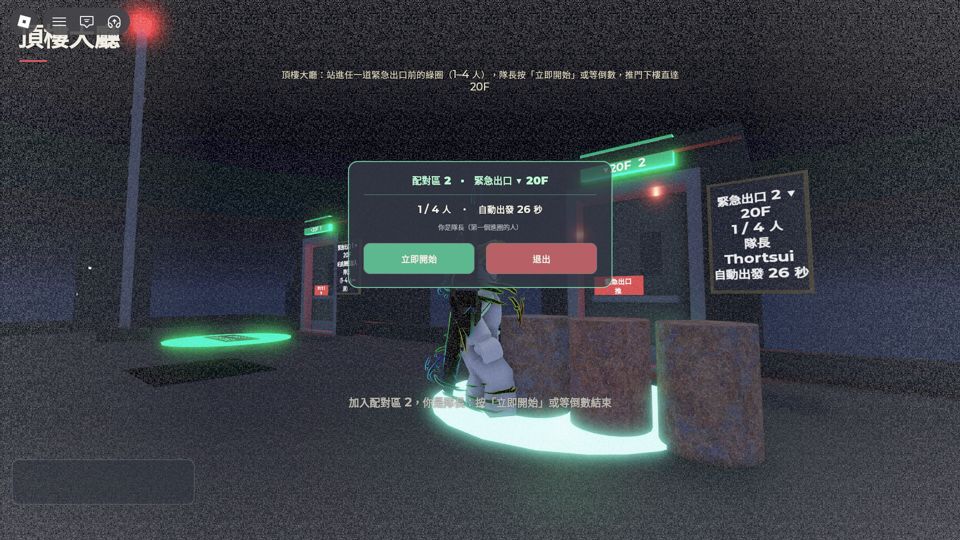 頂樓大廳
頂樓大廳：站進任一道緊急出口前的綠圈（1–4 人），隊長按「立即開始」或等倒數，推門下樓直達
20F
配對區 2 • 緊急出口 ▼ 20F
1 / 4 人 • 自動出發 26 秒
你是隊長（第一個進圈的人）
立即開始
退出
▼20F 2
緊急出口 2 ▼
20F
1 / 4 人
隊長
Thortsui
自動出發 26 秒
緊急出口
推
加入配對區 2，你是隊長：按「立即開始」或等倒數結束